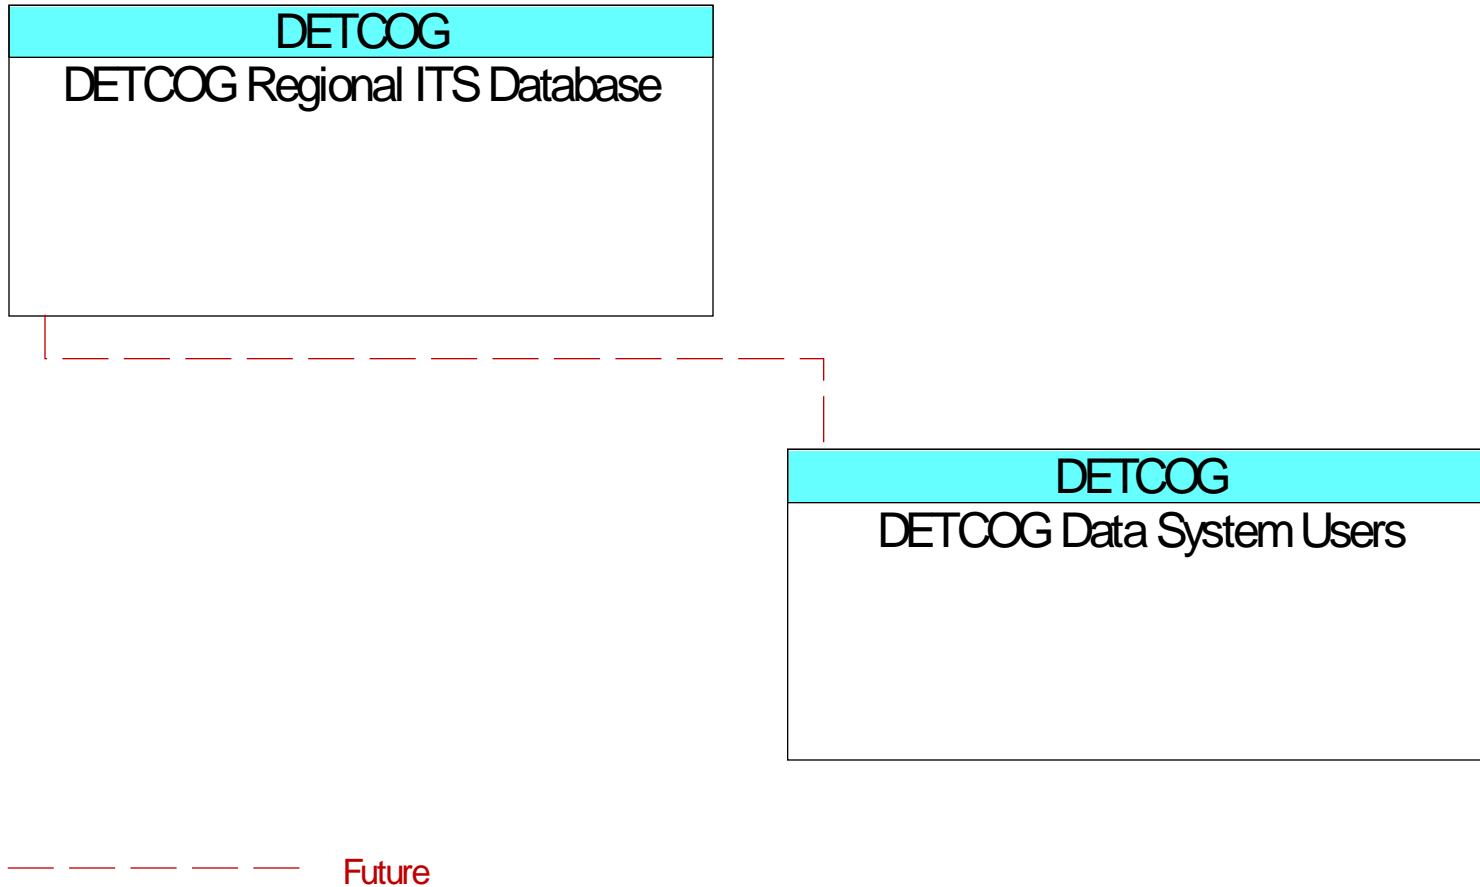 DETCOG
DETCOG Regional ITS Database
DETCOG
DETCOG Data System Users
Future